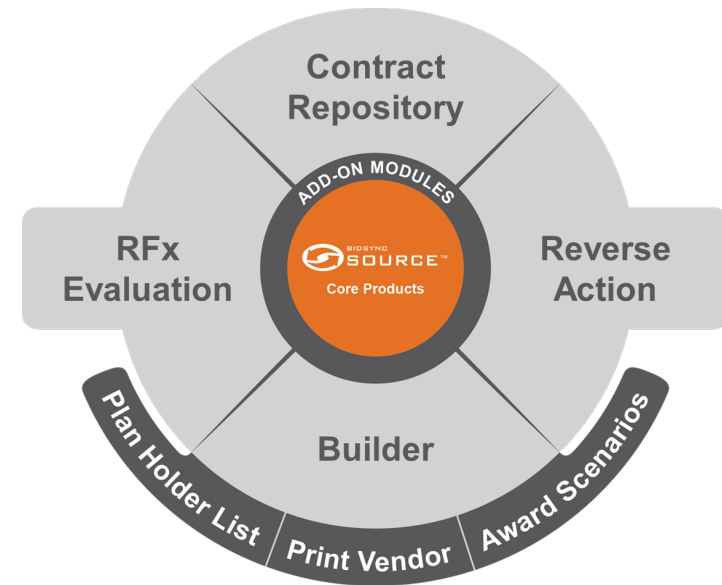 Contract
Repository
ADD-ON MODULES
RFx
Evaluation
BIDSYNC
SOURCE™
Core Products
Reverse
Action
Builder
Plan Holder List
Print Vendor
Award Scenarios